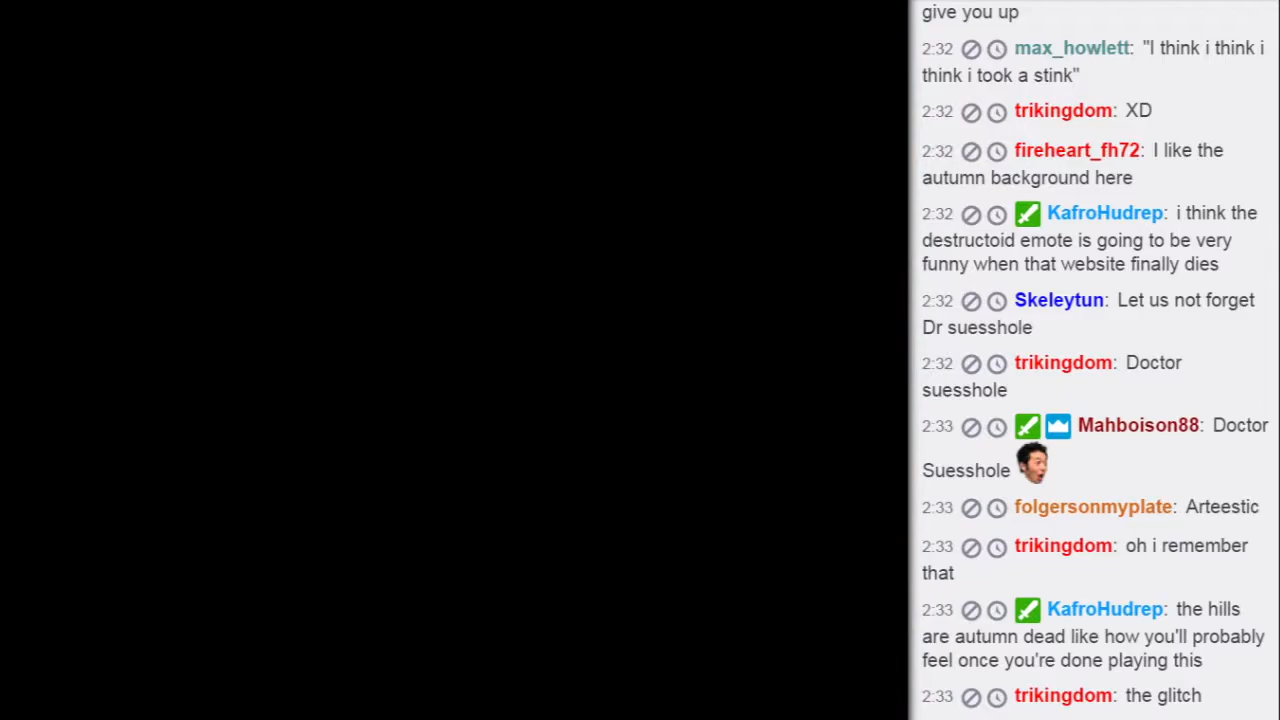 give you up
2:32 max_howlett: "I think i think i
think i took a stink"
2:32 trikingdom: XD
2:32 fireheart_fh72: I like the
autumn background here
2:32 KafroHudrep: i think the
destructoid emote is going to be very
funny when that website finally dies
2:32 Skeleytun: Let us not forget
Dr suesshole
2:32 trikingdom: Doctor
suesshole
2:33 Mahboison88: Doctor
Suesshole
2:33 folgersonmyplate: Arteestic
2:33 trikingdom: oh i remember
that
2:33 KafroHudrep: the hills
are autumn dead like how you'll probably
feel once you're done playing this
2:33 trikingdom: the glitch